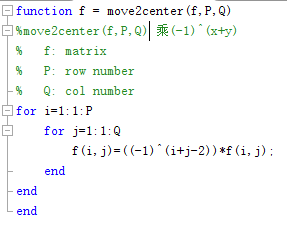 function f = move2center(f,P,Q)
%move2center(f,P,Q) 乘(-1)^(x+y)
%   f: matrix
%   P: row number
%   Q: col number
for i=1:1:P
    for j=1:1:Q
        f(i,j)=((-1)^(i+j-2))*f(i,j);
    end
end
end